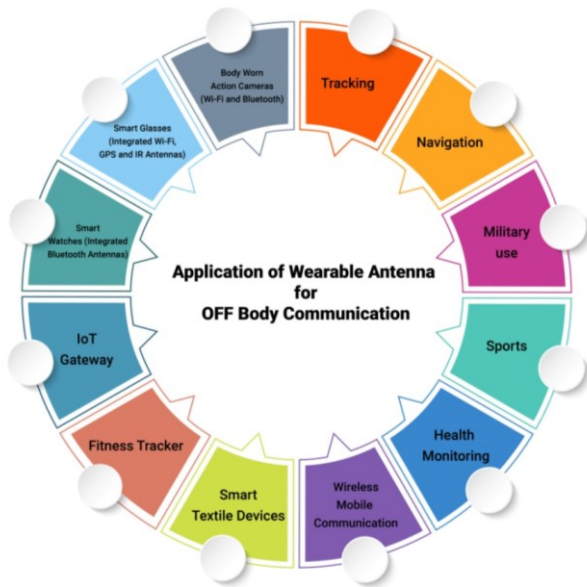 Application of Wearable Antenna
for
OFF Body Communication
Tracking
Navigation
Military
use
Sports
Health
Monitoring
Wireless
Mobile
Communication
Smart
Textile Devices
Fitness Tracker
IoT
Gateway
Smart
Watches (Integrated
Bluetooth Antennas)
Smart Glasses
(Integrated Wi-Fi,
GPS and IR Antennas)
Body Worn
Action Cameras
(Wi-Fi and Bluetooth)